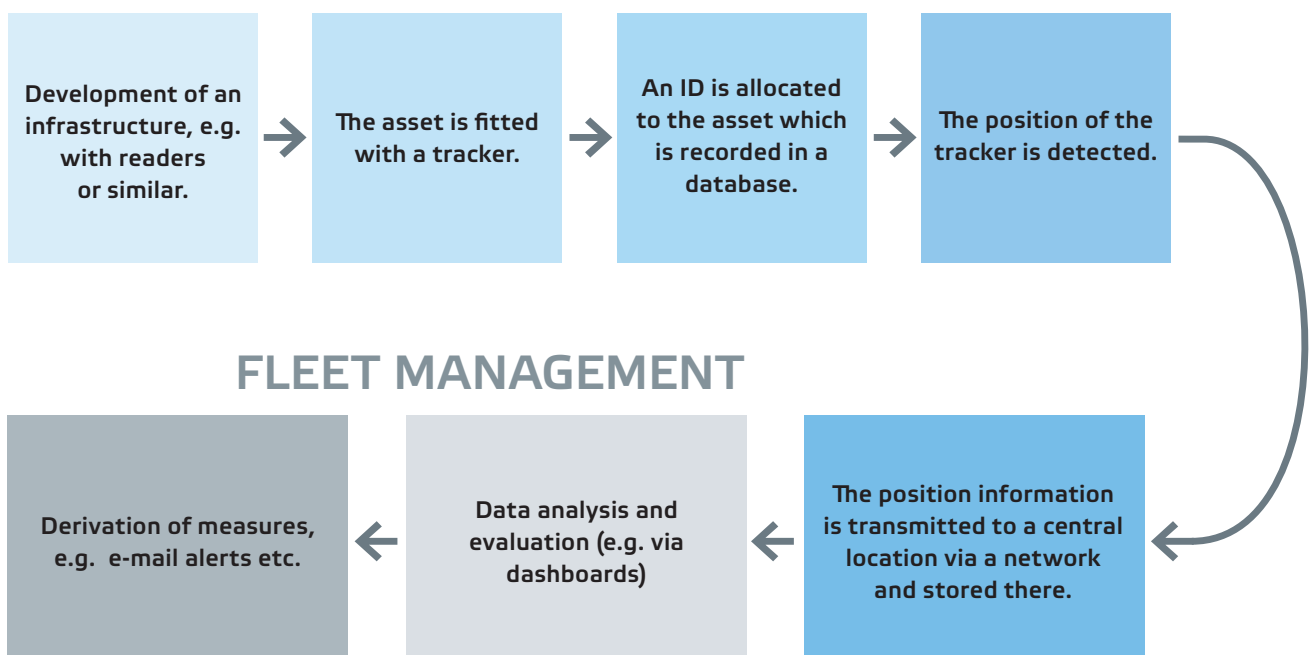 Development of an
infrastructure, e.g.
with readers
or similar.
The asset is fitted
with a tracker.
An ID is allocated
to the asset which
is recorded in a
database.
The position of the
tracker is detected.
FLEET MANAGEMENT
The position information
is transmitted to a central
location via a network
and stored there.
Data analysis and
evaluation (e.g. via
dashboards)
Derivation of measures,
e.g.  e-mail alerts etc.